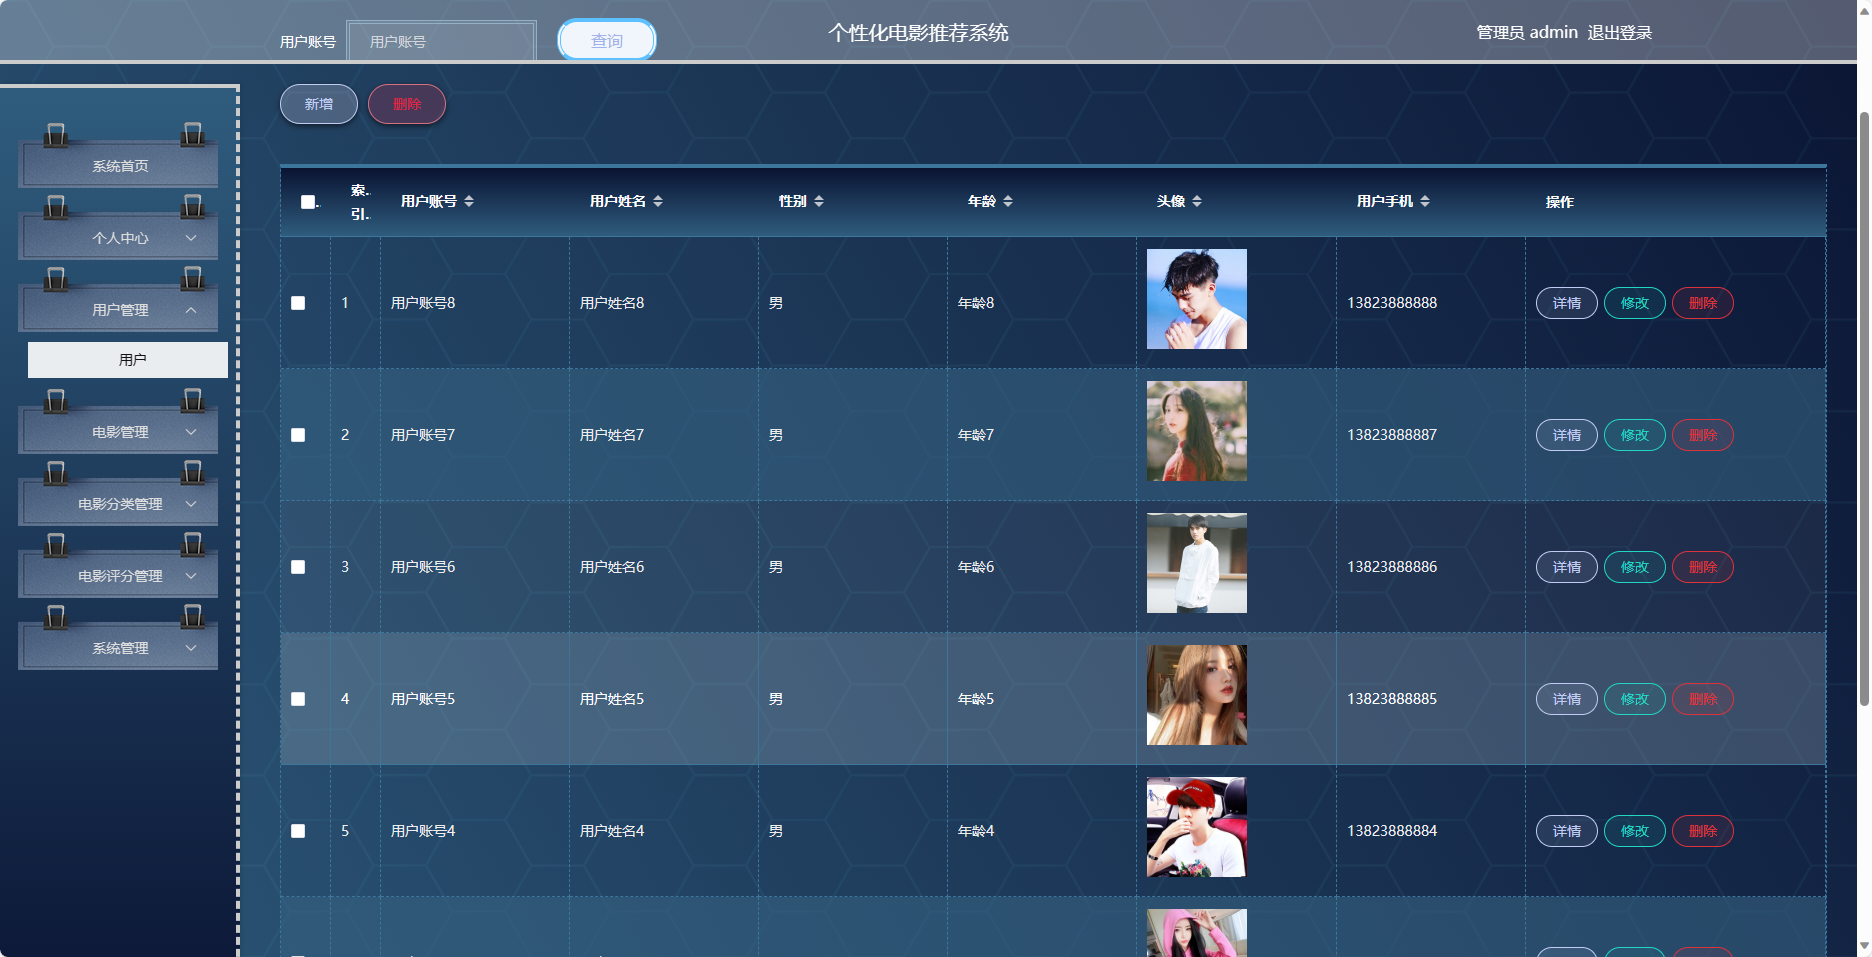 用户账号 用户账号 查询 个性化电影推荐系统 管理员 admin 退出登录
新增 删除
系统首页
个人中心
用户管理
用户
电影管理
电影分类管理
电影评分管理
系统管理
索.. 引.. 用户账号 用户姓名 性别 年龄 头像 用户手机 操作
1 用户账号8 用户姓名8 男 年龄8 13823888888 详情 修改 删除
2 用户账号7 用户姓名7 男 年龄7 13823888887 详情 修改 删除
3 用户账号6 用户姓名6 男 年龄6 13823888886 详情 修改 删除
4 用户账号5 用户姓名5 男 年龄5 13823888885 详情 修改 删除
5 用户账号4 用户姓名4 男 年龄4 13823888884 详情 修改 删除